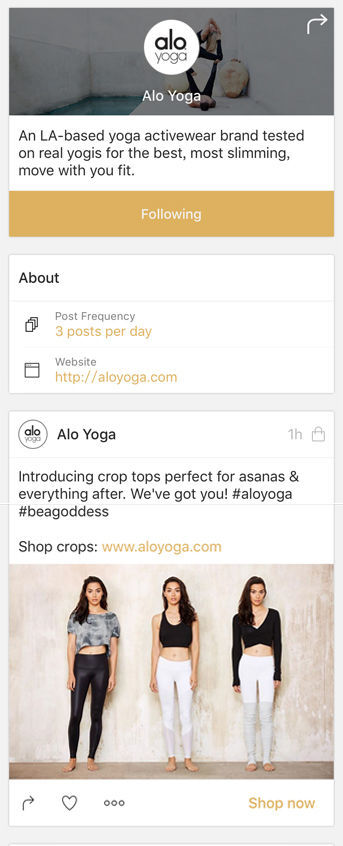 alo
yoga
Alo Yoga
An LA-based yoga activewear brand tested
on real yogis for the best, most slimming,
move with you fit.
Following
About
Post Frequency
3 posts per day
Website
http://aloyoga.com
alo
yoga
Alo Yoga
1h
Introducing crop tops perfect for asanas &
everything after. We've got you! #aloyoga
#beagoddess
Shop crops: www.aloyoga.com
Shop now